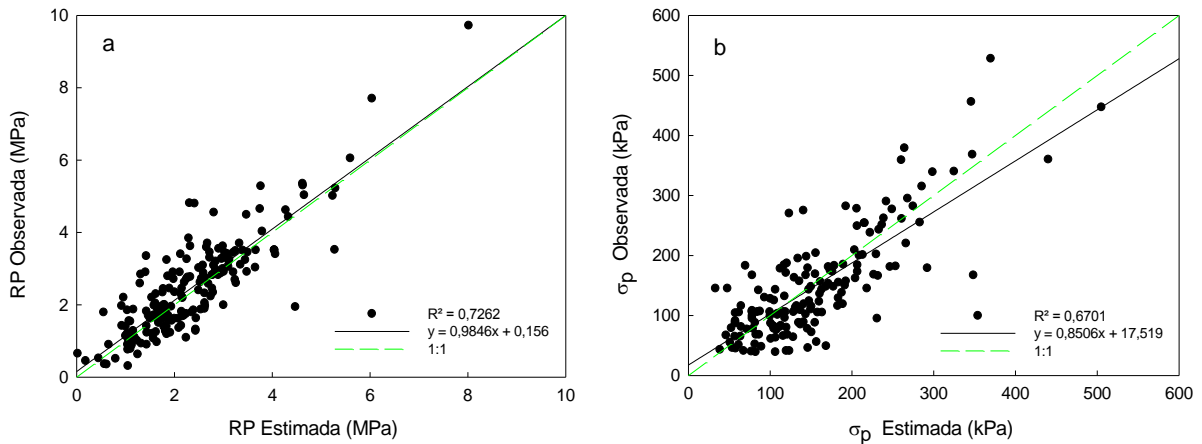 a
10
8
6
4
2
0
RP Observada (MPa)
R² = 0,7262
y = 0,9846x + 0,156
1:1
0 2 4 6 8 10
RP Estimada (MPa)
b
600
500
400
300
200
100
0
σp Observada (kPa)
R² = 0,6701
y = 0,8506x + 17,519
1:1
0 100 200 300 400 500 600
σp Estimada (kPa)